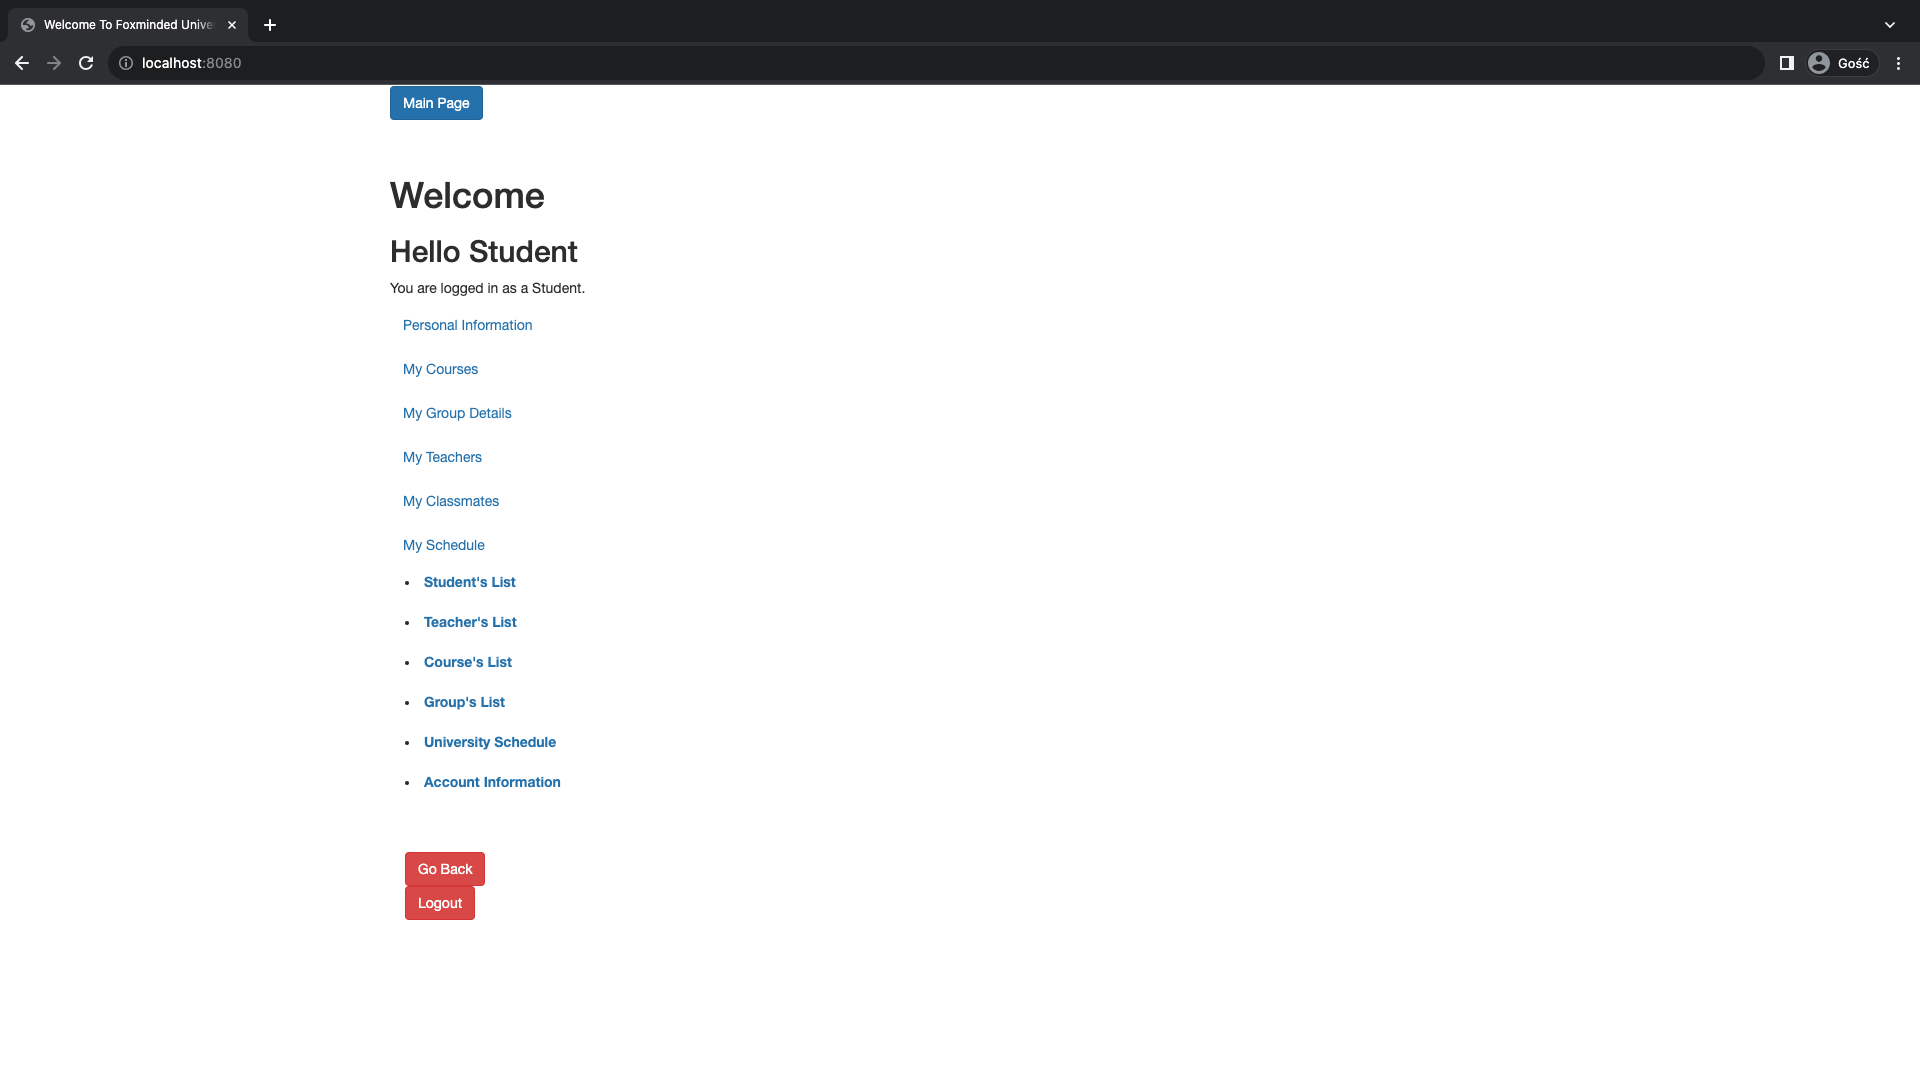 Welcome To Foxminded Unive
localhost:8080
Gość
Main Page
Welcome
Hello Student
You are logged in as a Student.
Personal Information
My Courses
My Group Details
My Teachers
My Classmates
My Schedule
• Student's List
• Teacher's List
• Course's List
• Group's List
• University Schedule
• Account Information
Go Back
Logout